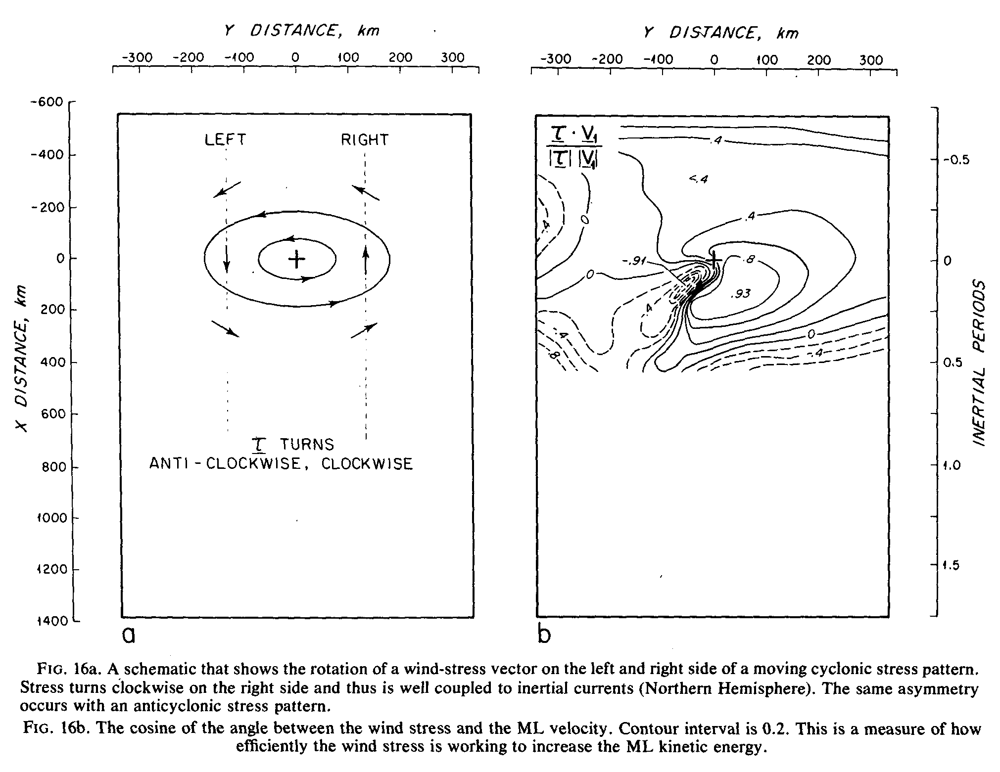 Y DISTANCE, km
-300 -200 -100 0 100 200 300
Y DISTANCE, km
-300 -200 -100 0 100 200 300
X DISTANCE, km
-600
-400
-200
0
200
400
600
800
1000
1200
1400
LEFT RIGHT
τ TURNS
ANTI-CLOCKWISE, CLOCKWISE
a
τ · V1
|τ| |V1|
.4
<.4
.4
0
-.4
-.91
.8
.93
0
.4
-.4
.8
0
-.4
b
-0.5
0
0.5
1.0
1.5
INERTIAL PERIODS
FIG. 16a. A schematic that shows the rotation of a wind-stress vector on the left and right side of a moving cyclonic stress pattern.
Stress turns clockwise on the right side and thus is well coupled to inertial currents (Northern Hemisphere). The same asymmetry
occurs with an anticyclonic stress pattern.
FIG. 16b. The cosine of the angle between the wind stress and the ML velocity. Contour interval is 0.2. This is a measure of how
efficiently the wind stress is working to increase the ML kinetic energy.